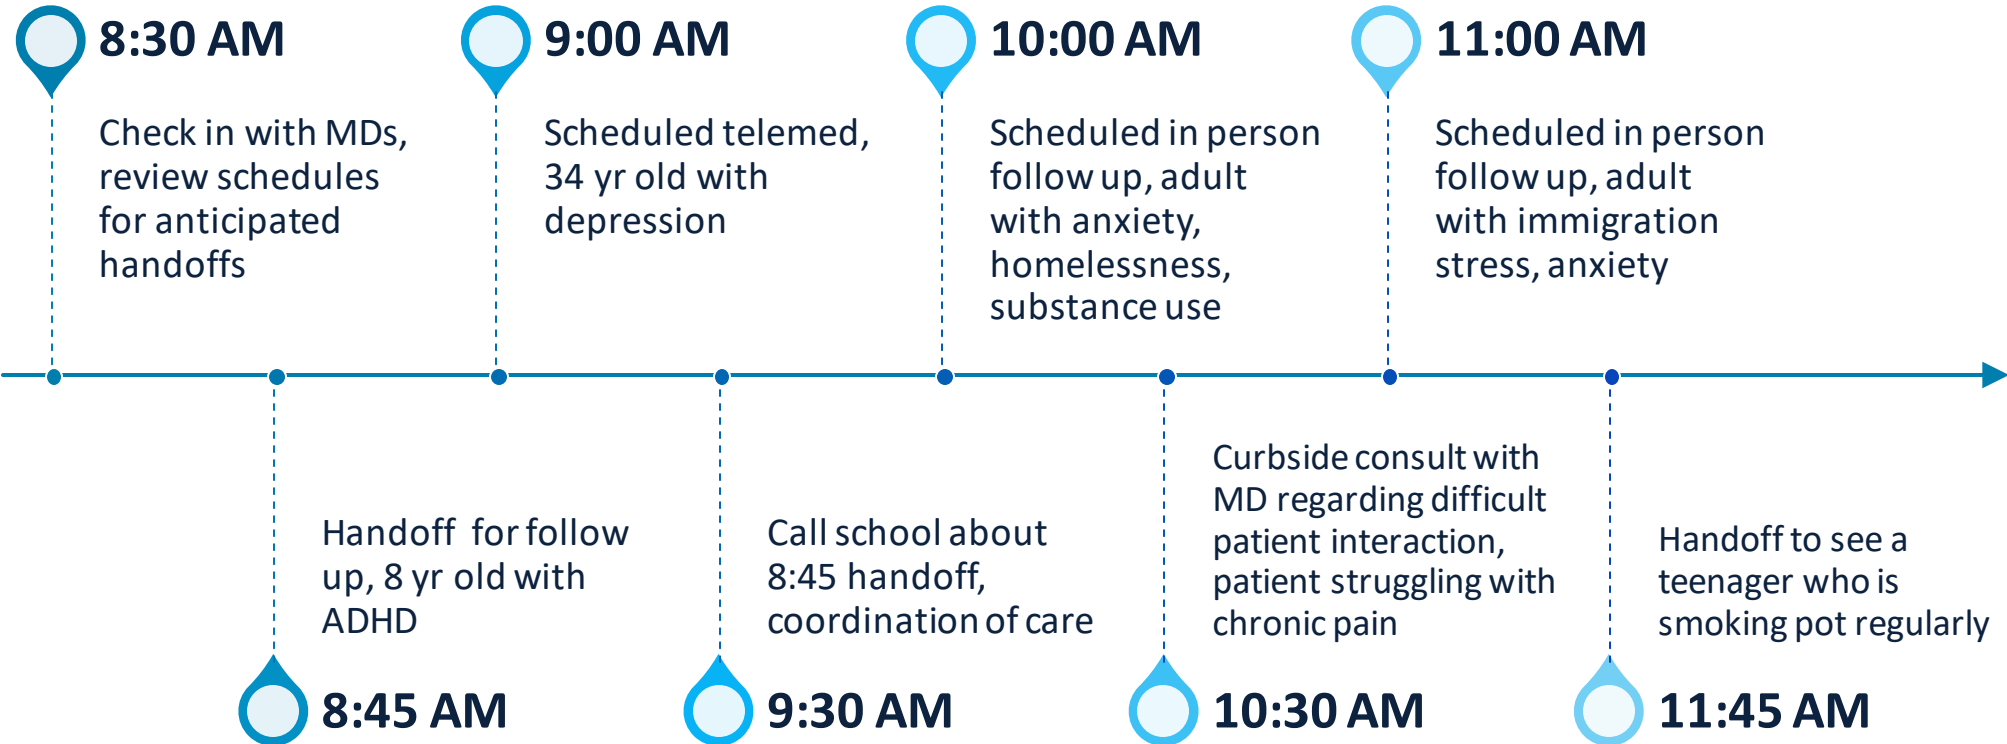 8:30 AM
Check in with MDs,
review schedules
for anticipated
handoffs
8:45 AM
Handoff for follow
up, 8 yr old with
ADHD
9:00 AM
Scheduled telemed,
34 yr old with
depression
9:30 AM
Call school about
8:45 handoff,
coordination of care
10:00 AM
Scheduled in person
follow up, adult
with anxiety,
homelessness,
substance use
10:30 AM
Curbside consult with
MD regarding difficult
patient interaction,
patient struggling with
chronic pain
11:00 AM
Scheduled in person
follow up, adult
with immigration
stress, anxiety
11:45 AM
Handoff to see a
teenager who is
smoking pot regularly